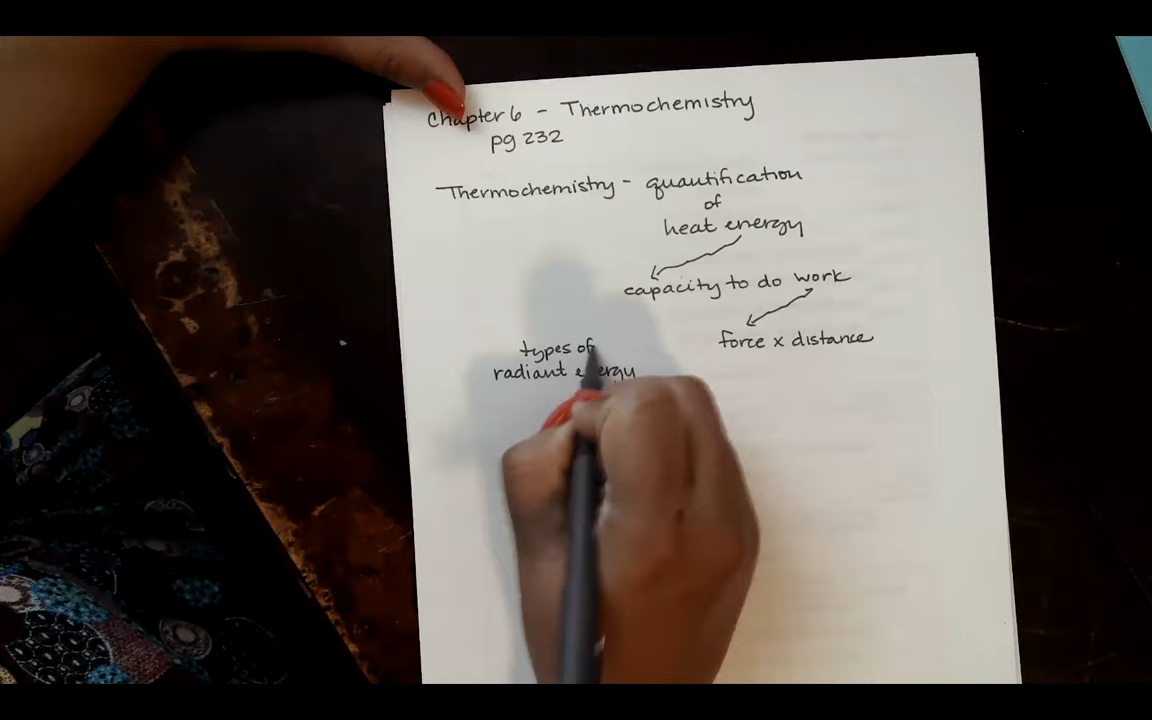 Chapter 6 - Thermochemistry
pg 232
Thermochemistry - quantification
of
heat energy
capacity to do work
force x distance
types of
radiant energy